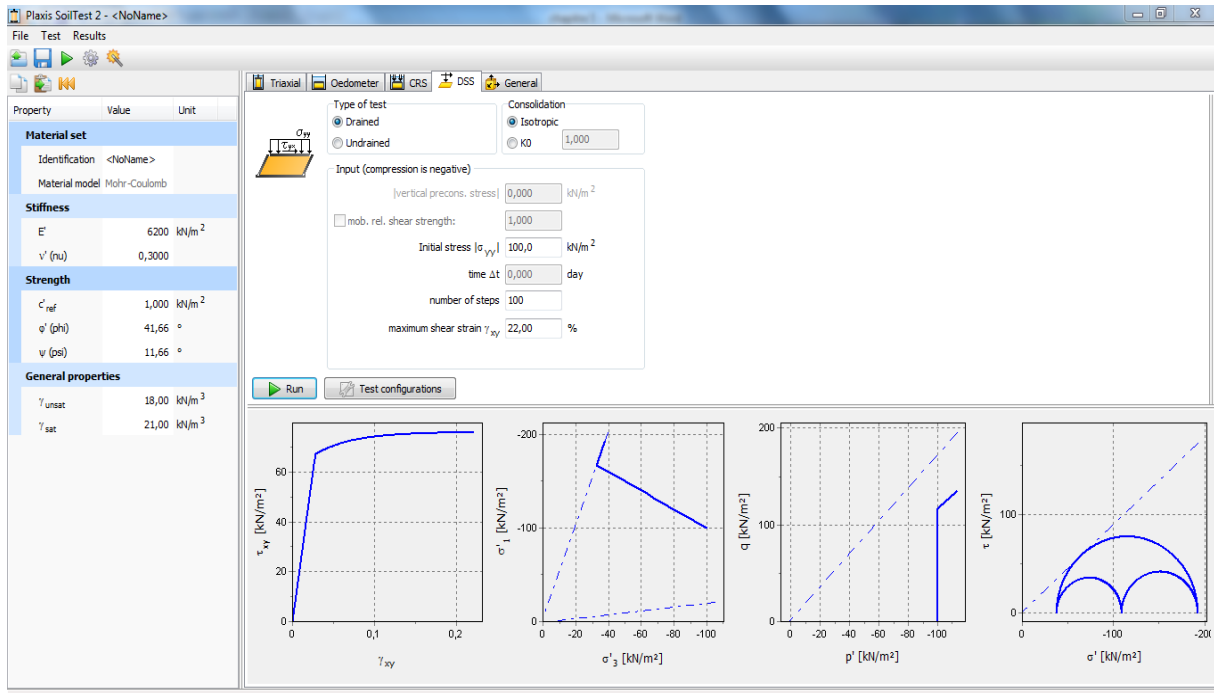 Plaxis SoilTest 2 - <NoName>
File Test Results
Property Value Unit
Material set
Identification <NoName>
Material model Mohr-Coulomb
Stiffness
E' 6200 kN/m²
ν' (nu) 0,3000
Strength
c'ref 1,000 kN/m²
φ' (phi) 41,66 °
ψ (psi) 11,66 °
General properties
γunsat 18,00 kN/m³
γsat 21,00 kN/m³
Triaxial Oedometer CRS DSS General
Type of test
Drained
Undrained
Consolidation
Isotropic
K0 1,000
σyy
τyx
Input (compression is negative)
|vertical precons. stress| 0,000 kN/m²
mob. rel. shear strength: 1,000
Initial stress |σyy| 100,0 kN/m²
time Δt 0,000 day
number of steps 100
maximum shear strain γxy 22,00 %
Run Test configurations
τxy [kN/m²]
60
40
20
0
0 0,1 0,2
γxy
σ'1 [kN/m²]
-200
-100
0
0 -20 -40 -60 -80 -100
σ'3 [kN/m²]
q [kN/m²]
200
100
0
0 -20 -40 -60 -80 -100
p' [kN/m²]
τ [kN/m²]
100
0
0 -100 -200
σ' [kN/m²]